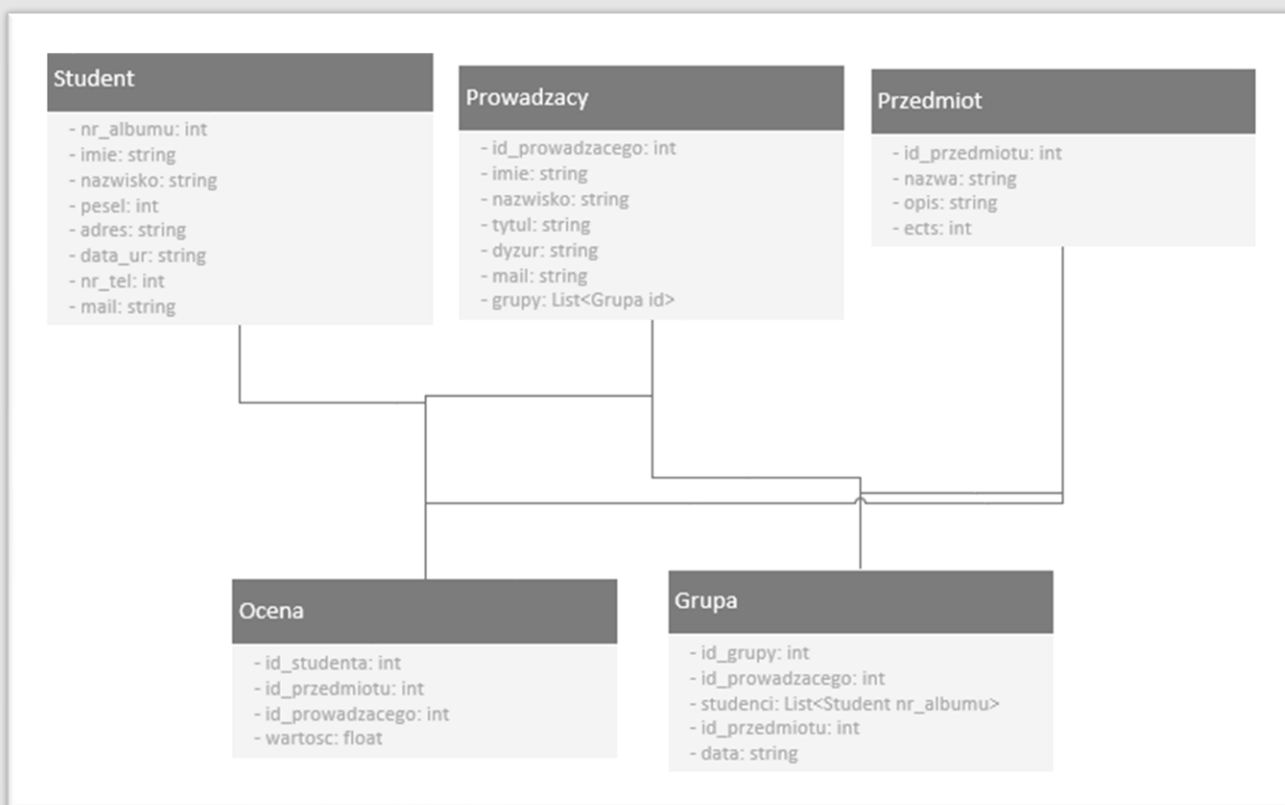 Student
- nr_albumu: int
- imie: string
- nazwisko: string
- pesel: int
- adres: string
- data_ur: string
- nr_tel: int
- mail: string
Prowadzacy
- id_prowadzacego: int
- imie: string
- nazwisko: string
- tytul: string
- dyzur: string
- mail: string
- grupy: List<Grupa id>
Przedmiot
- id_przedmiotu: int
- nazwa: string
- opis: string
- ects: int
Ocena
- id_studenta: int
- id_przedmiotu: int
- id_prowadzacego: int
- wartosc: float
Grupa
- id_grupy: int
- id_prowadzacego: int
- studenci: List<Student nr_albumu>
- id_przedmiotu: int
- data: string